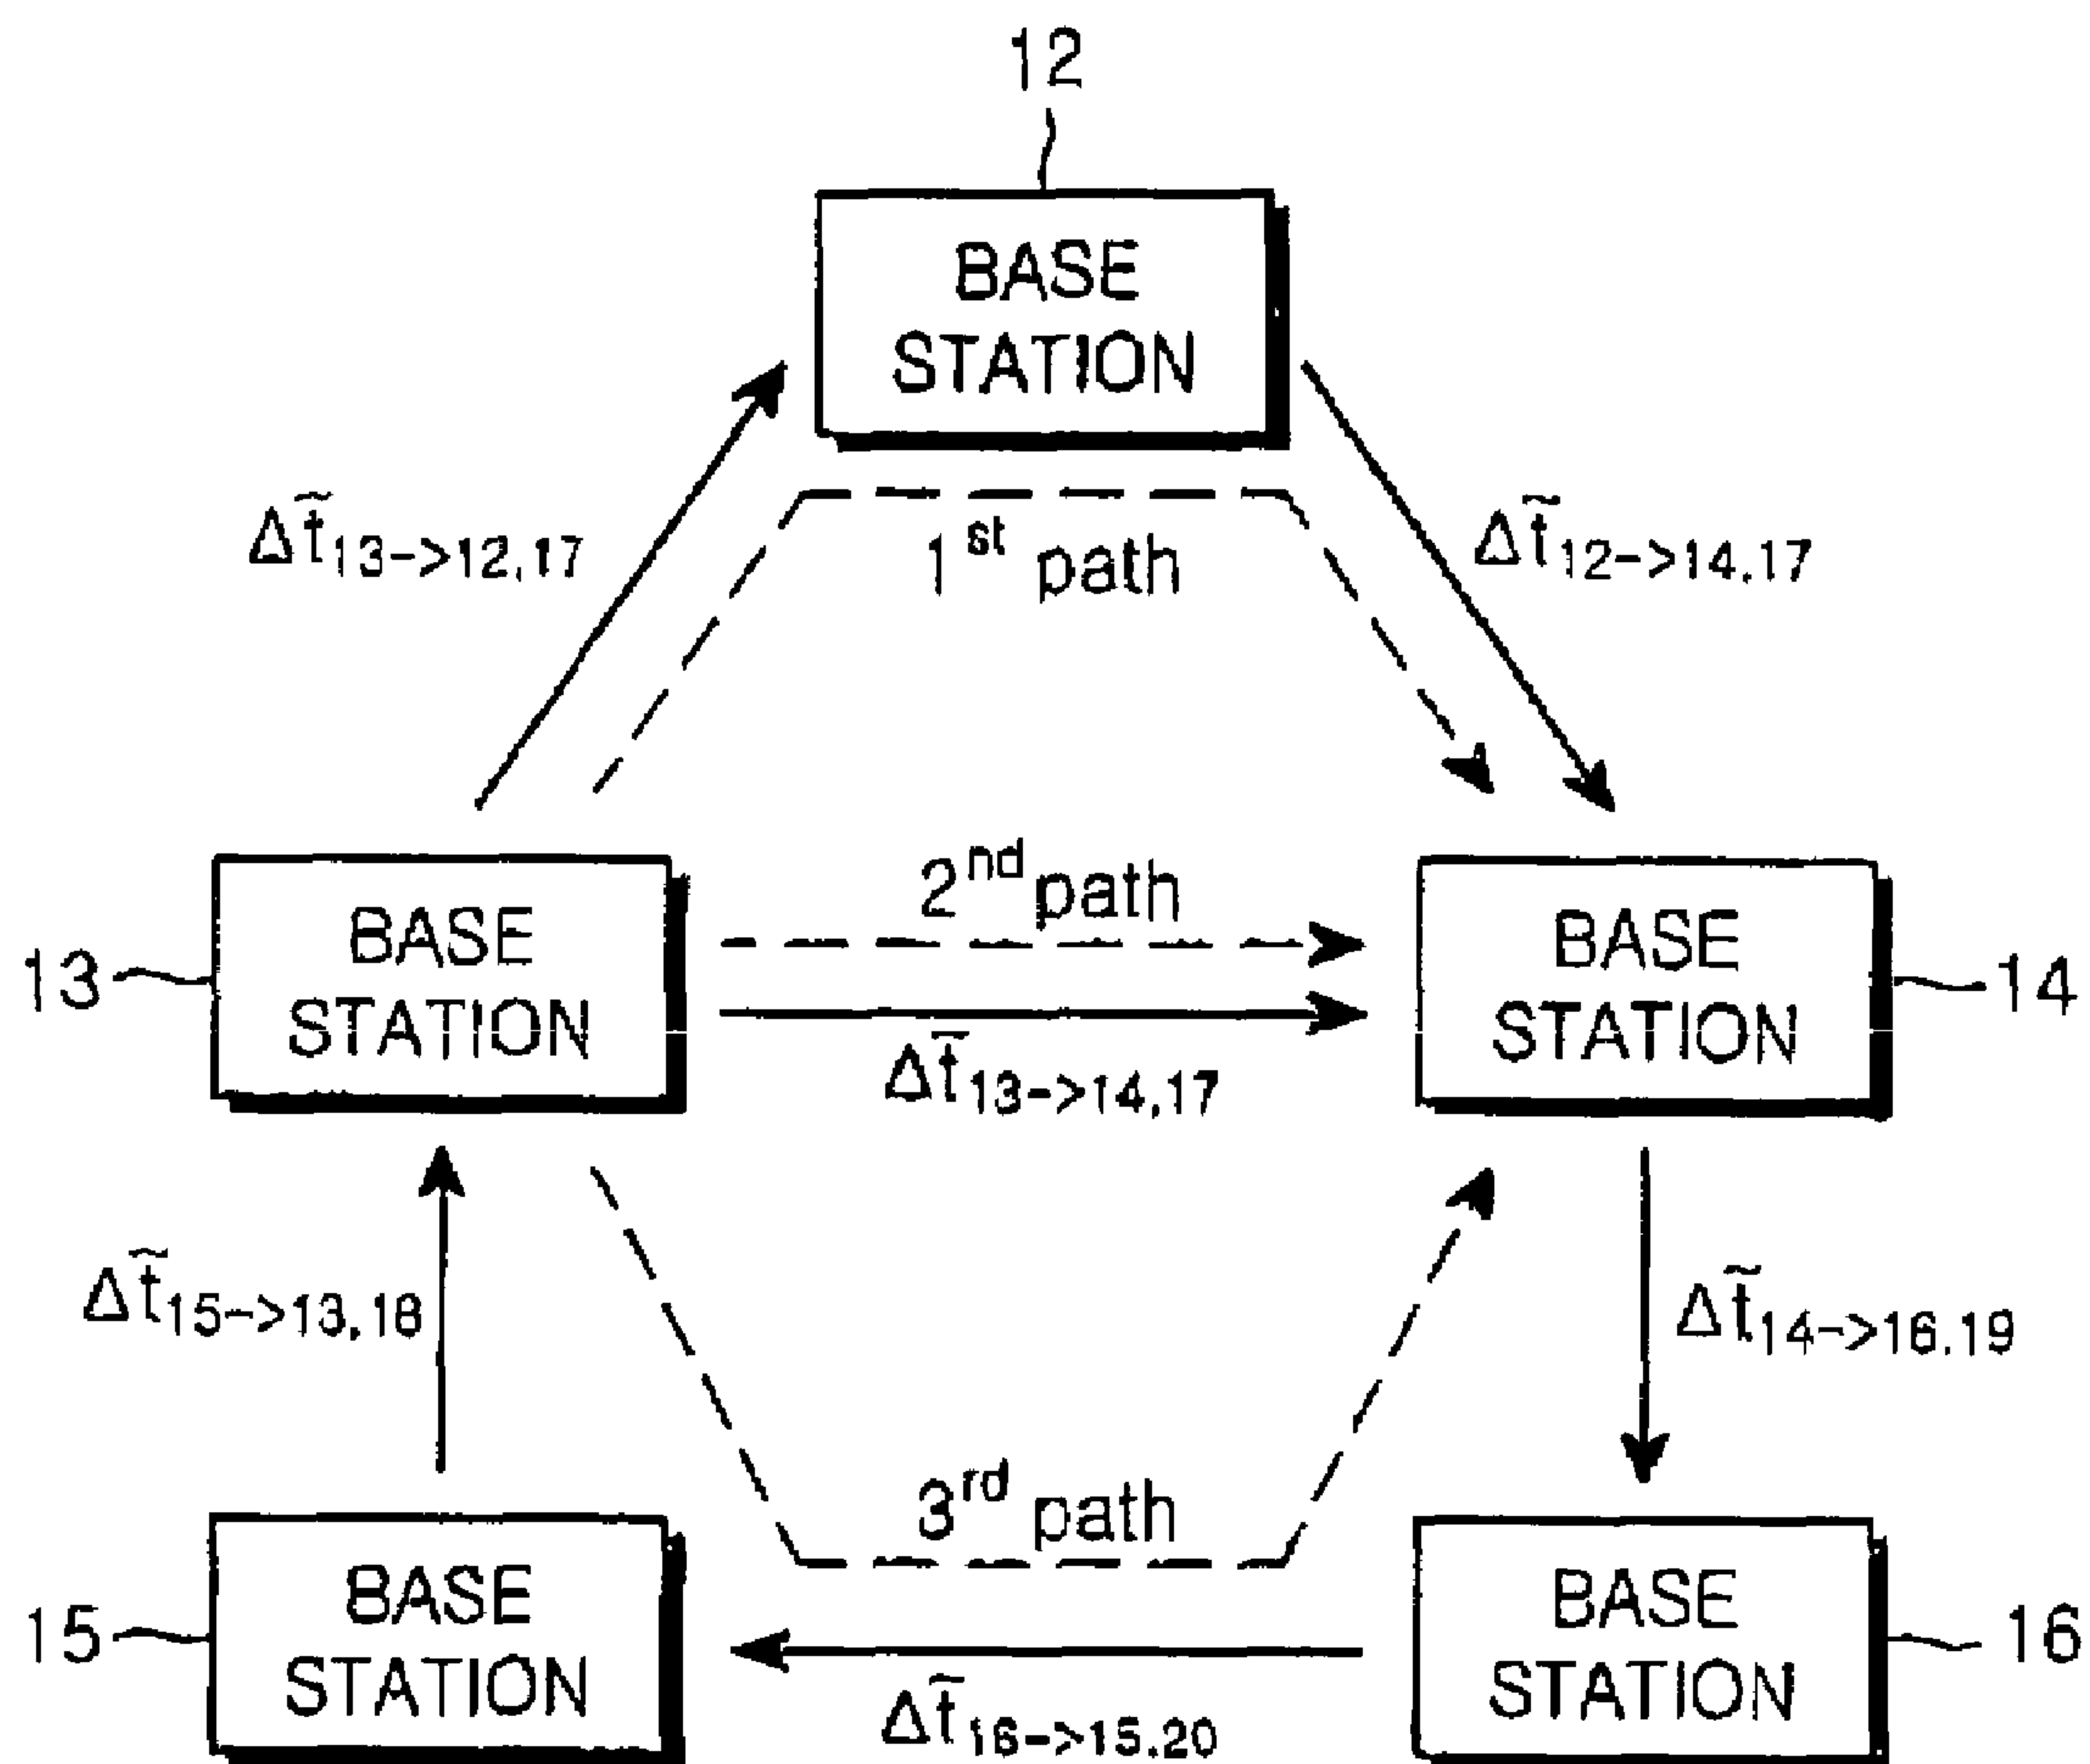 12
BASE
STATION
Δt̃13->12,17
1st path
Δt̃12->14,17
2nd path
13
BASE
STATION
BASE
STATION
14
Δt̃13->14,17
Δt̃15->13,18
Δt̃14->16,19
3rd path
15
BASE
STATION
BASE
STATION
16
Δt̃16->15,20